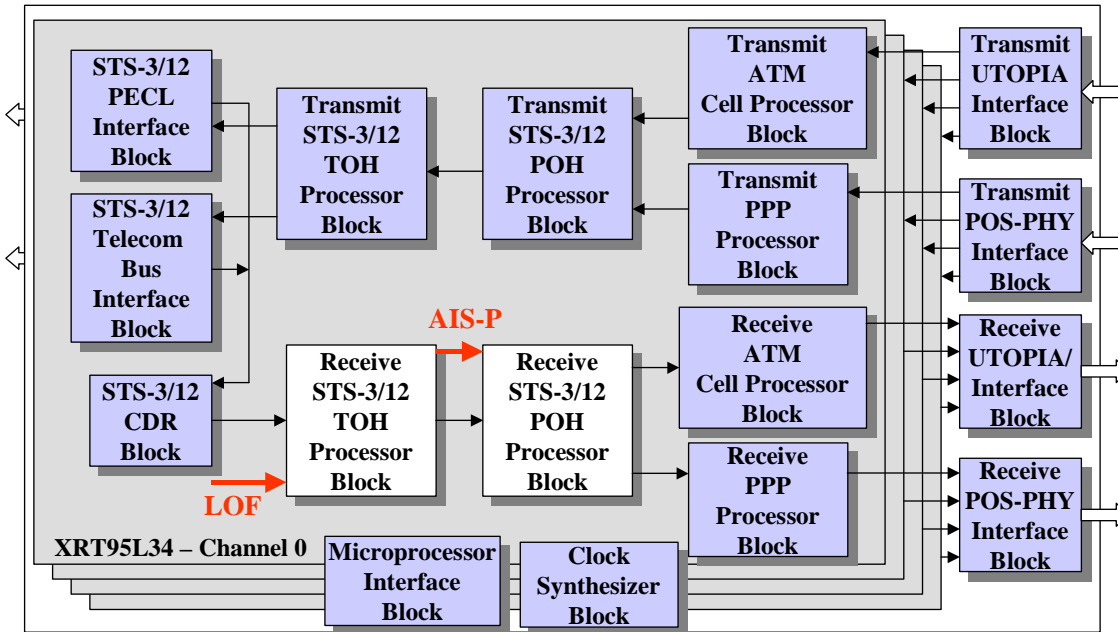 STS-3/12
PECL
Interface
Block
Transmit
STS-3/12
TOH
Processor
Block
Transmit
STS-3/12
POH
Processor
Block
Transmit
ATM
Cell Processor
Block
Transmit
UTOPIA
Interface
Block
STS-3/12
Telecom
Bus
Interface
Block
Transmit
PPP
Processor
Block
Transmit
POS-PHY
Interface
Block
AIS-P
STS-3/12
CDR
Block
Receive
STS-3/12
TOH
Processor
Block
Receive
STS-3/12
POH
Processor
Block
Receive
ATM
Cell Processor
Block
Receive
UTOPIA/
Interface
Block
LOF
Receive
PPP
Processor
Block
Receive
POS-PHY
Interface
Block
XRT95L34 – Channel 0
Microprocessor
Interface
Block
Clock
Synthesizer
Block